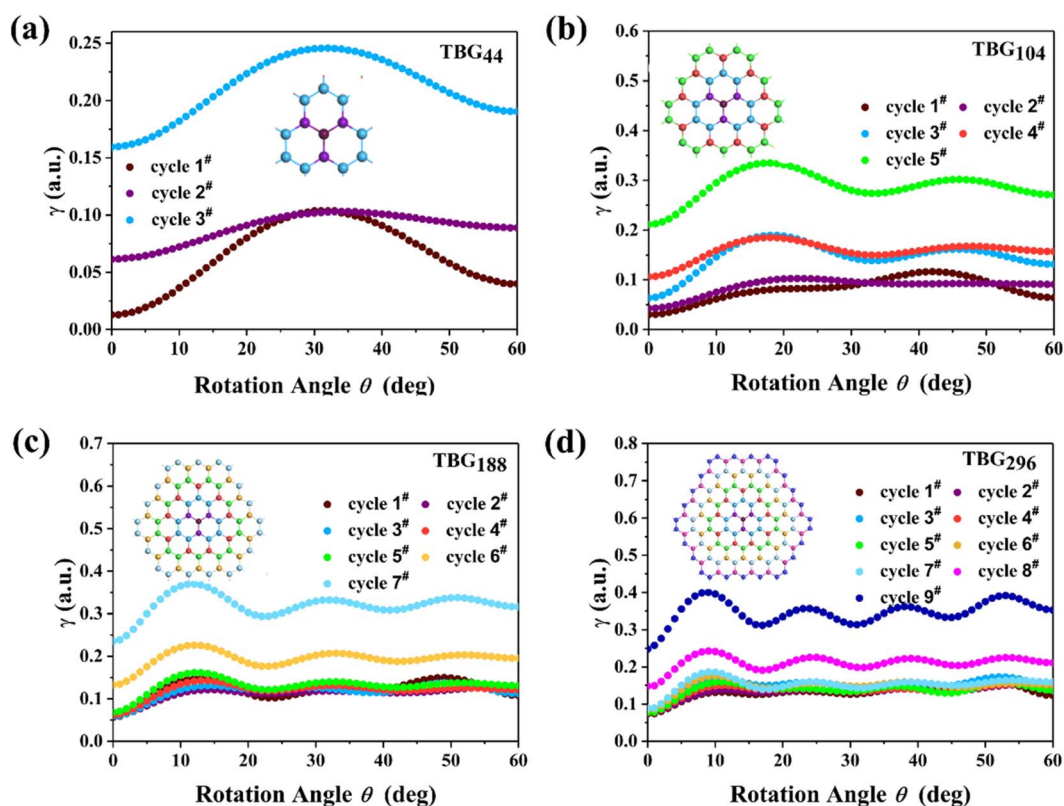 (a)
TBG44
0.25
0.20
0.15
0.10
0.05
0.00
γ (a.u.)
cycle 1#
cycle 2#
cycle 3#
0 10 20 30 40 50 60
Rotation Angle θ (deg)
(b)
TBG104
0.6
0.5
0.4
0.3
0.2
0.1
0.0
γ (a.u.)
cycle 1# cycle 2#
cycle 3# cycle 4#
cycle 5#
0 10 20 30 40 50 60
Rotation Angle θ (deg)
(c)
TBG188
0.7
0.6
0.5
0.4
0.3
0.2
0.1
0.0
γ (a.u.)
cycle 1# cycle 2#
cycle 3# cycle 4#
cycle 5# cycle 6#
cycle 7#
0 10 20 30 40 50 60
Rotation Angle θ (deg)
(d)
TBG296
0.8
0.7
0.6
0.5
0.4
0.3
0.2
0.1
0.0
γ (a.u.)
cycle 1# cycle 2#
cycle 3# cycle 4#
cycle 5# cycle 6#
cycle 7# cycle 8#
cycle 9#
0 10 20 30 40 50 60
Rotation Angle θ (deg)